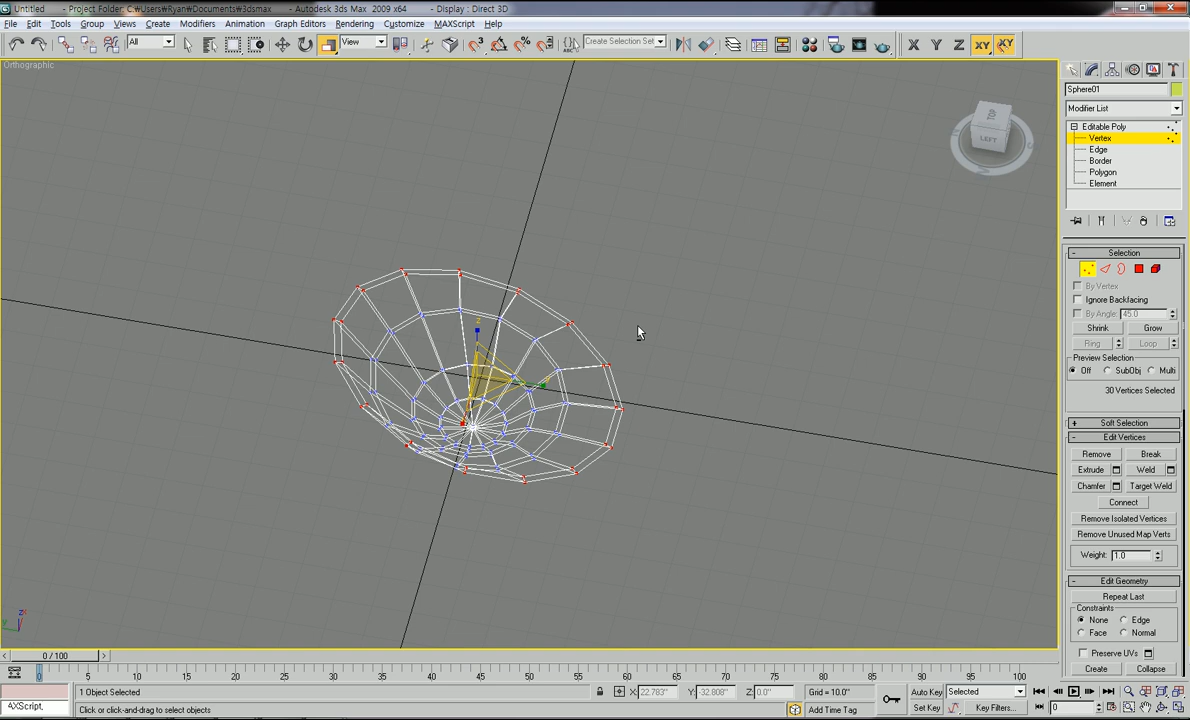 Untitled - Project Folder: C:₩Users₩Ryan₩Documents₩3dsmax - Autodesk 3ds Max 2009 x64 - Display : Direct 3D
File Edit Tools Group Views Create Modifiers Animation Graph Editors Rendering Customize MAXScript Help
All View Create Selection Set X Y Z XY XY
Orthographic
TOP
LEFT
Sphere01
Modifier List
Editable Poly
Vertex
Edge
Border
Polygon
Element
Selection
By Vertex
Ignore Backfacing
By Angle: 45.0
Shrink Grow
Ring Loop
Preview Selection
Off SubObj Multi
30 Vertices Selected
Soft Selection
Edit Vertices
Remove Break
Extrude Weld
Chamfer Target Weld
Connect
Remove Isolated Vertices
Remove Unused Map Verts
Weight: 1.0
Edit Geometry
Repeat Last
Constraints
None Edge
Face Normal
Preserve UVs
Create Collapse
z
y
0 / 100
0 5 10 15 20 25 30 35 40 45 50 55 60 65 70 75 80 85 90 95 100
1 Object Selected X: 22.783" Y: -32.808" Z: 0.0" Grid = 10.0" Auto Key Selected
AXScript. Click or click-and-drag to select objects Add Time Tag Set Key Key Filters... 0